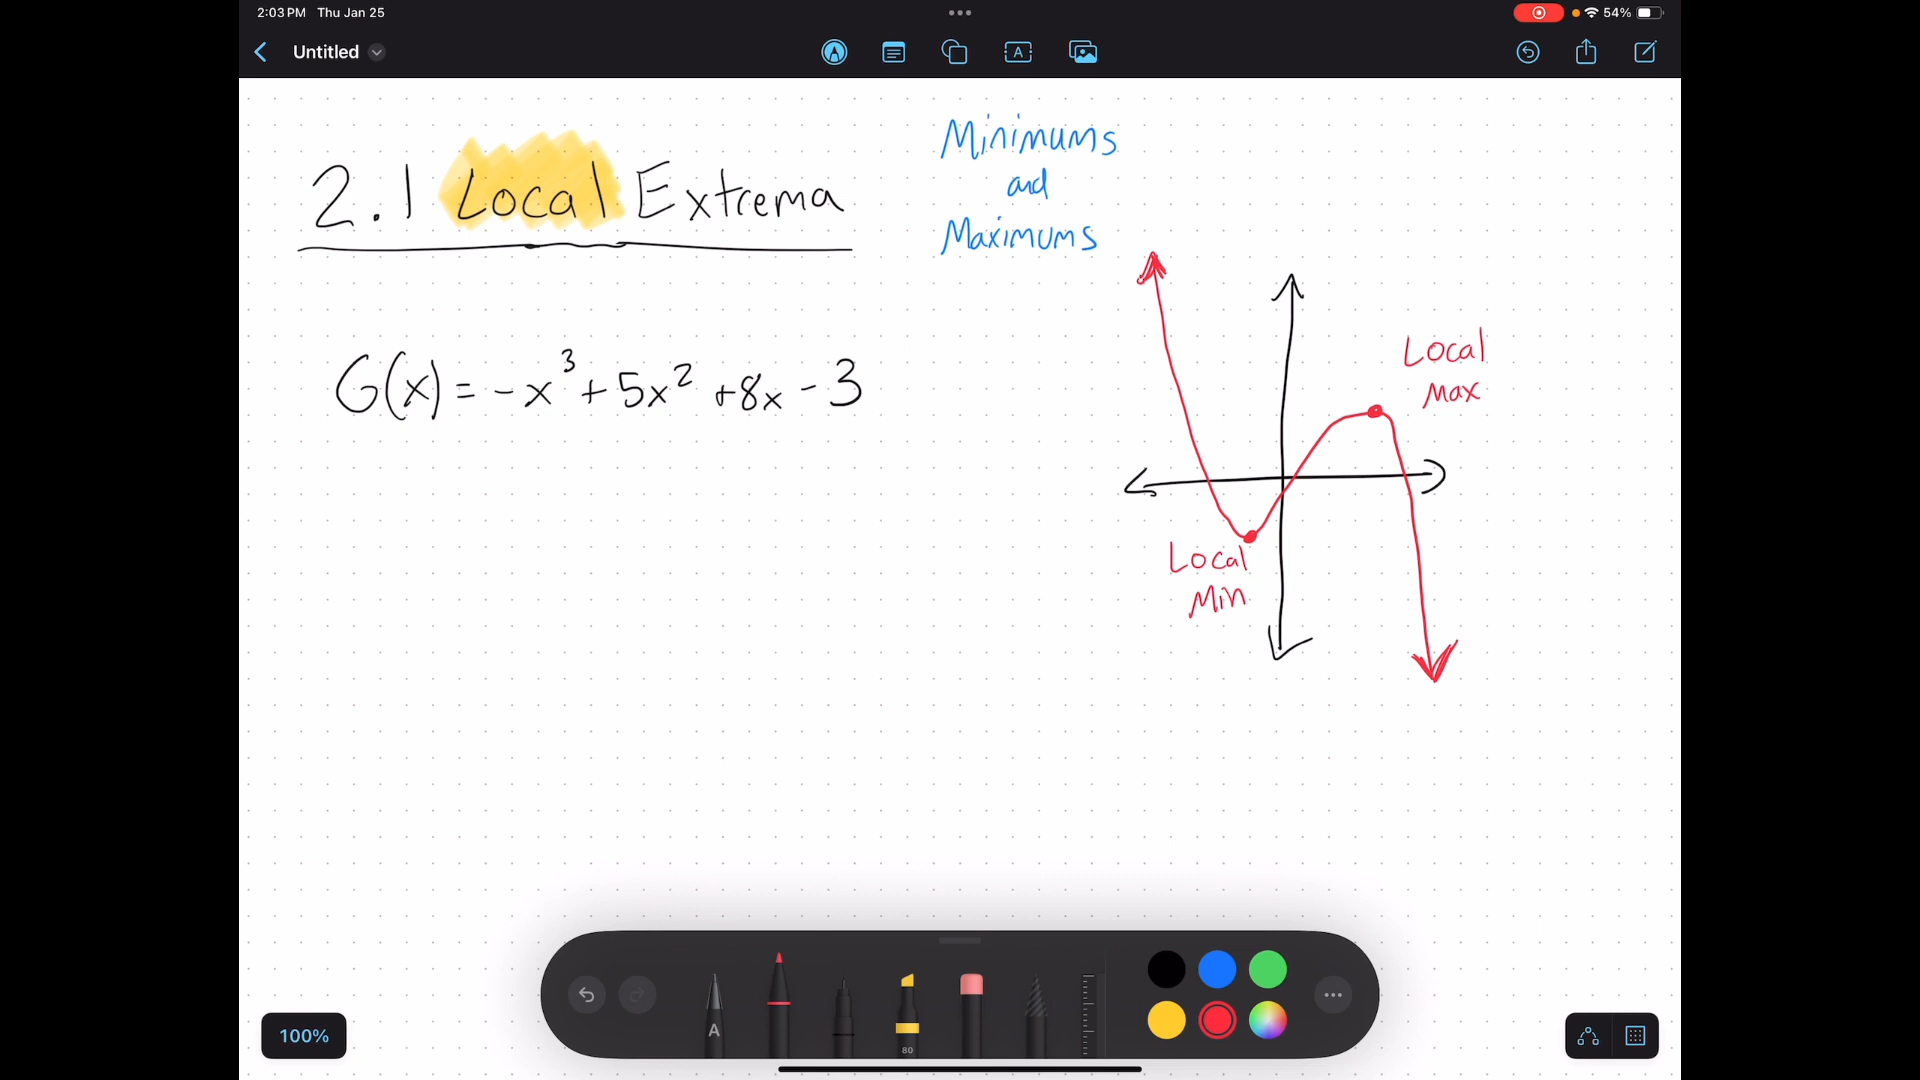 2:03 PM Thu Jan 25
54%
Untitled
A
2.1 Local Extrema
Minimums
and
Maximums
G(x) = -x³ + 5x² + 8x - 3
Local
Max
Local
Min
A
80
100%